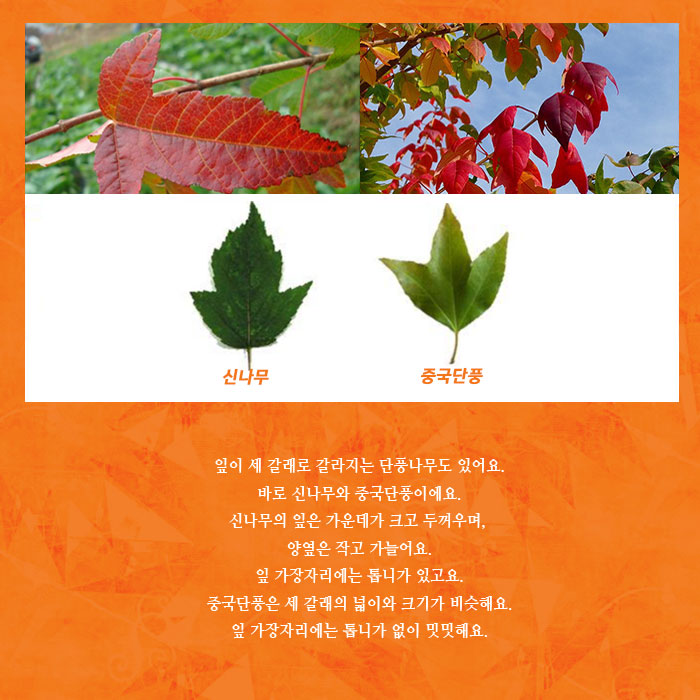 신나무
중국단풍
잎이 세 갈래로 갈라지는 단풍나무도 있어요.
바로 신나무와 중국단풍이에요.
신나무의 잎은 가운데가 크고 두꺼우며,
양옆은 작고 가늘어요.
잎 가장자리에는 톱니가 있고요.
중국단풍은 세 갈래의 넓이와 크기가 비슷해요.
잎 가장자리에는 톱니가 없이 밋밋해요.